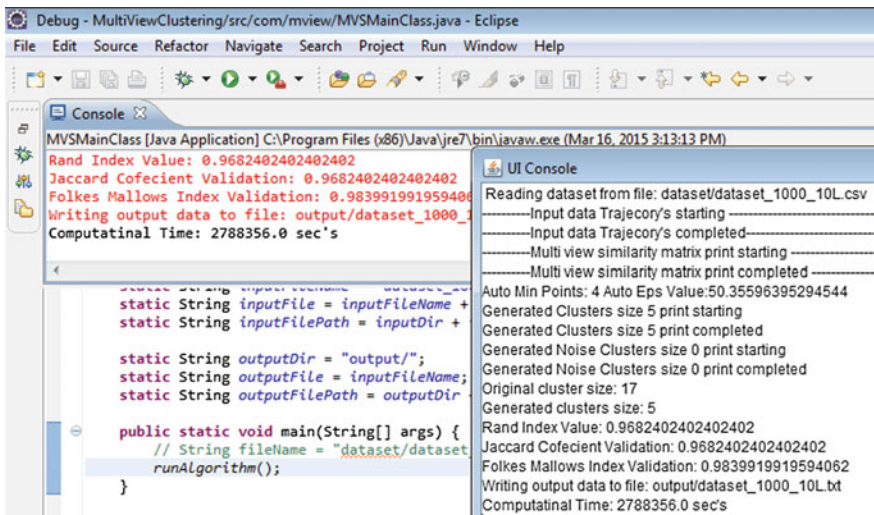 Debug - MultiViewClustering/src/com/mview/MVSMainClass.java - Eclipse
File Edit Source Refactor Navigate Search Project Run Window Help
Console
MVSMainClass [Java Application] C:\Program Files (x86)\Java\jre7\bin\javaw.exe (Mar 16, 2015 3:13:13 PM)
Rand Index Value: 0.9682402402402402
Jaccard Cofecient Validation: 0.9682402402402402
Folkes Mallows Index Validation: 0.983991991959406
Writing output data to file: output/dataset_1000_1
Computatinal Time: 2788356.0 sec's
static String inputFile = inputFileName +
static String inputFilePath = inputDir +
static String outputDir = "output/";
static String outputFile = inputFileName;
static String outputFilePath = outputDir
public static void main(String[] args) {
// String fileName = "dataset/dataset_
runAlgorithm();
}
UI Console
Reading dataset from file: dataset/dataset_1000_10L.csv
----------Input data Trajecory's starting ------------------------------
----------Input data Trajecory's completed--------------------------
----------Multi view similarity matrix print starting -----------------
----------Multi view similarity matrix print completed -------------
Auto Min Points: 4 Auto Eps Value:50.35596395294544
Generated Clusters size 5 print starting
Generated Clusters size 5 print completed
Generated Noise Clusters size 0 print starting
Generated Noise Clusters size 0 print completed
Original cluster size: 17
Generated clusters size: 5
Rand Index Value: 0.9682402402402402
Jaccard Cofecient Validation: 0.9682402402402402
Folkes Mallows Index Validation: 0.9839919919594062
Writing output data to file: output/dataset_1000_10L.txt
Computatinal Time: 2788356.0 sec's